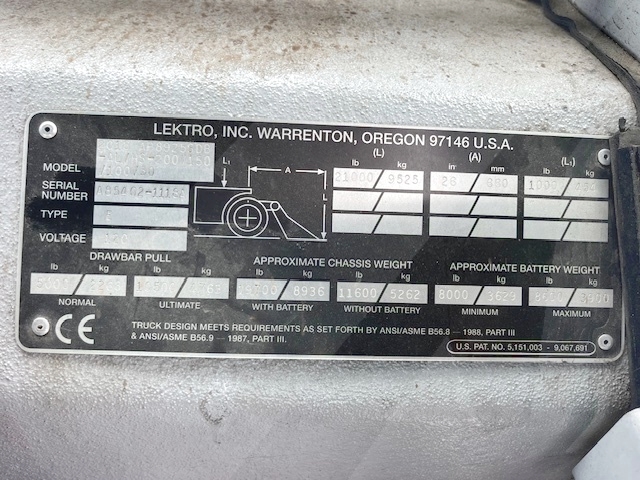 LEKTRO, INC. WARRENTON, OREGON 97146 U.S.A.
MODEL
SERIAL NUMBER
TYPE E
VOLTAGE
L₁ A L
(L) (A) (L₁)
lb kg in mm lb kg
21000 9525 26 660 1000
DRAWBAR PULL APPROXIMATE CHASSIS WEIGHT APPROXIMATE BATTERY WEIGHT
lb kg lb kg lb kg lb kg lb kg lb kg
8936 11600 5262 8000 3629
NORMAL ULTIMATE WITH BATTERY WITHOUT BATTERY MINIMUM MAXIMUM
CE
TRUCK DESIGN MEETS REQUIREMENTS AS SET FORTH BY ANSI/ASME B56.8 — 1988, PART III
& ANSI/ASME B56.9 — 1987, PART III.
U.S. PAT. NO. 5,151,003 - 9,067,691